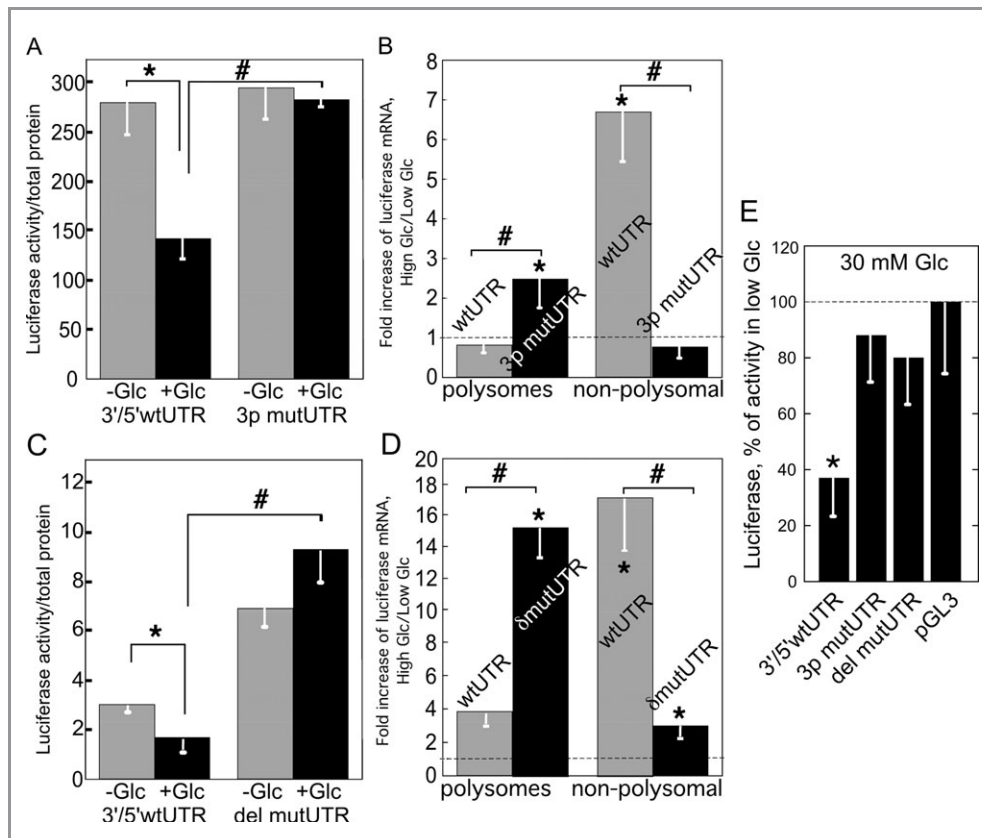 A
Luciferase activity/total protein
300
250
200
150
100
50
0
*
#
-Glc +Glc -Glc +Glc
3'/5'wtUTR 3p mutUTR
B
Fold increase of luciferase mRNA,
Hign Glc/Low Glc
8
7
6
5
4
3
2
1
0
#
*
*
#
wtUTR
3p mutUTR
wtUTR
3p mutUTR
polysomes non-polysomal
C
Luciferase activity/total protein
12
10
8
6
4
2
0
*
#
-Glc +Glc -Glc +Glc
3'/5'wtUTR del mutUTR
D
Fold increase of luciferase mRNA,
High Glc/Low Glc
20
18
16
14
12
10
8
6
4
2
0
#
*
#
*
*
wtUTR
δmutUTR
wtUTR
δmutUTR
polysomes non-polysomal
E
Luciferase, % of activity in low Glc
120
100
80
60
40
20
0
30 mM Glc
*
3'/5'wtUTR
3p mutUTR
del mutUTR
pGL3